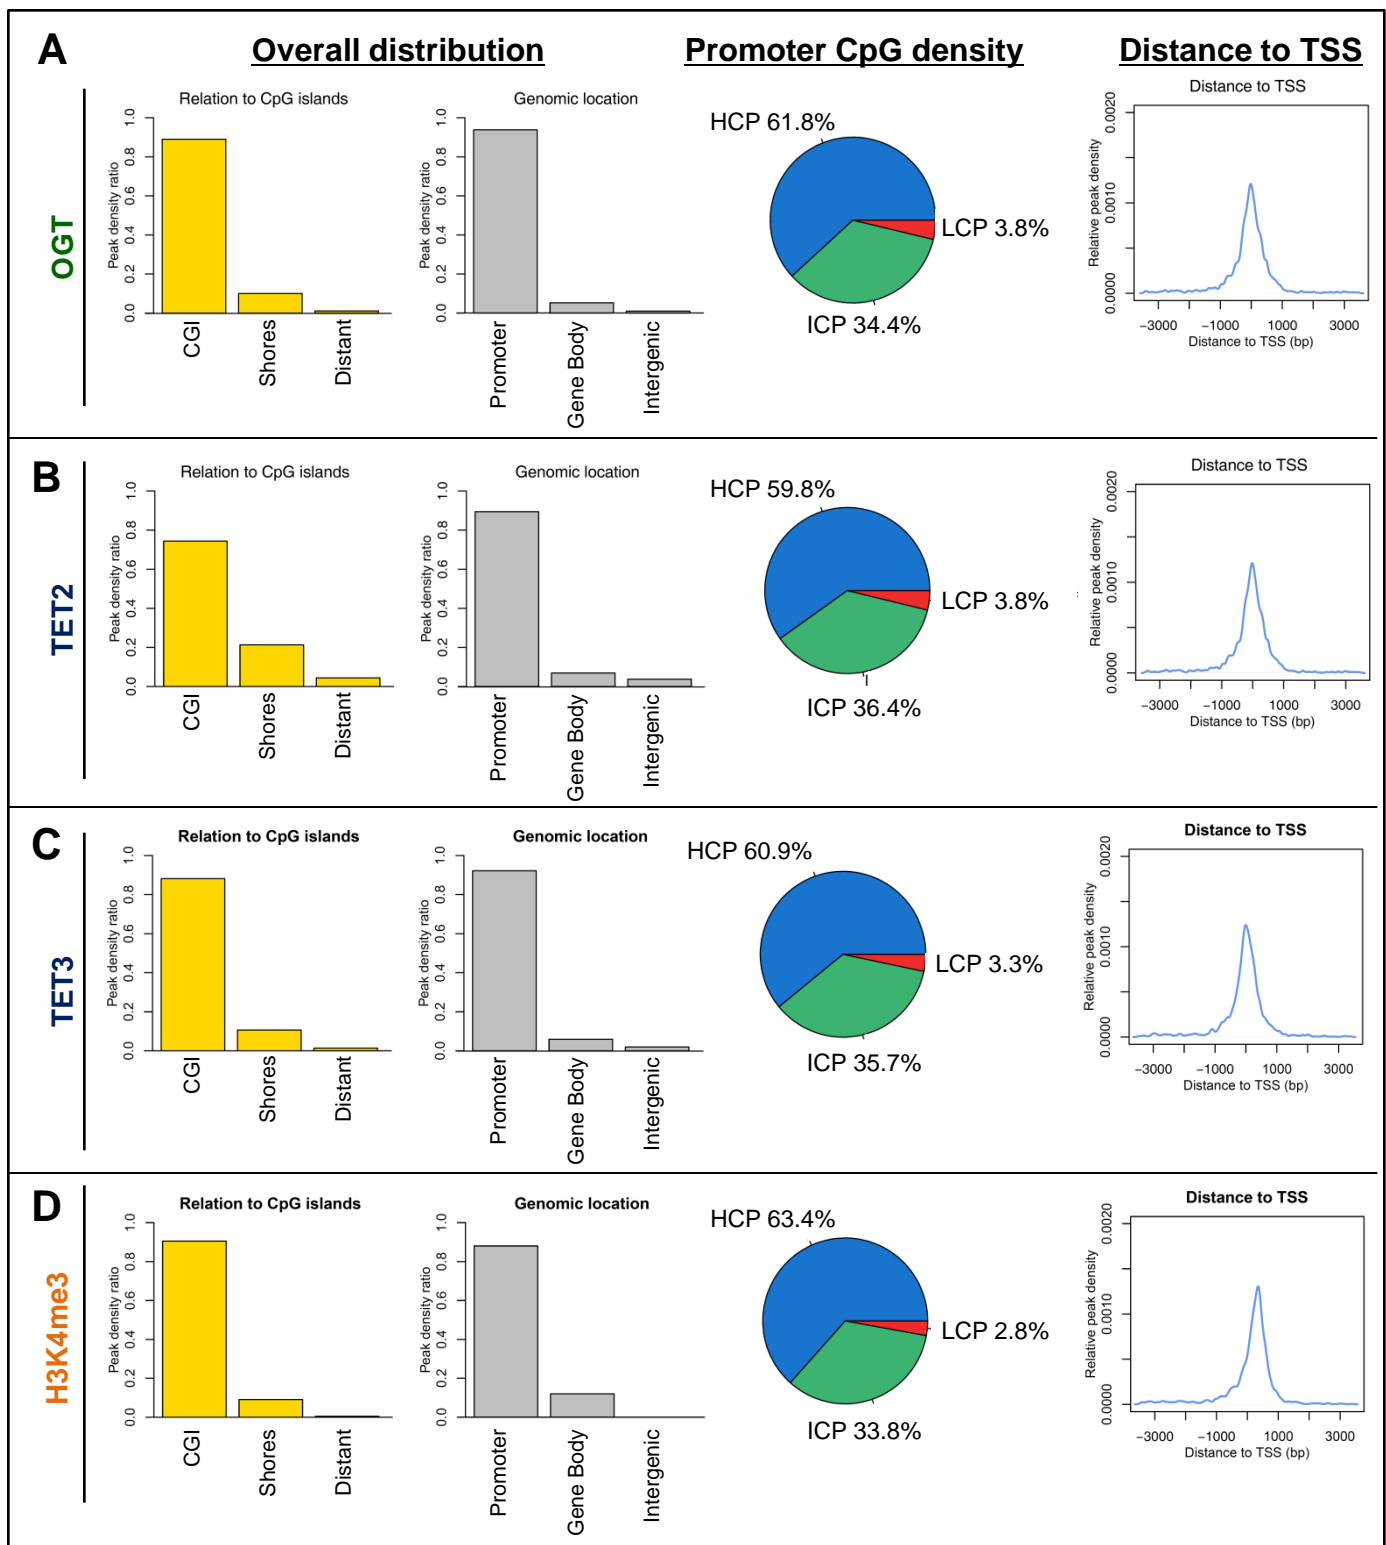 A
Overall distribution
Promoter CpG density
Distance to TSS
OGT
Relation to CpG islands
Peak density ratio
0.0 0.2 0.4 0.6 0.8 1.0
CGI
Shores
Distant
Genomic location
Peak density ratio
0.0 0.2 0.4 0.6 0.8 1.0
Promoter
Gene Body
Intergenic
HCP 61.8%
LCP 3.8%
ICP 34.4%
Distance to TSS
Relative peak density
0.0000 0.0010 0.0020
−3000 −1000 1000 3000
Distance to TSS (bp)
B
TET2
Relation to CpG islands
Peak density ratio
0.0 0.2 0.4 0.6 0.8 1.0
CGI
Shores
Distant
Genomic location
Peak density ratio
0.0 0.2 0.4 0.6 0.8 1.0
Promoter
Gene Body
Intergenic
HCP 59.8%
LCP 3.8%
ICP 36.4%
Distance to TSS
Relative peak density
0.0000 0.0010 0.0020
−3000 −1000 1000 3000
Distance to TSS (bp)
C
TET3
Relation to CpG islands
Peak density ratio
0.0 0.2 0.4 0.6 0.8 1.0
CGI
Shores
Distant
Genomic location
Peak density ratio
0.0 0.2 0.4 0.6 0.8 1.0
Promoter
Gene Body
Intergenic
HCP 60.9%
LCP 3.3%
ICP 35.7%
Distance to TSS
Relative peak density
0.0000 0.0010 0.0020
−3000 −1000 1000 3000
Distance to TSS (bp)
D
H3K4me3
Relation to CpG islands
Peak density ratio
0.0 0.2 0.4 0.6 0.8 1.0
CGI
Shores
Distant
Genomic location
Peak density ratio
0.0 0.2 0.4 0.6 0.8 1.0
Promoter
Gene Body
Intergenic
HCP 63.4%
LCP 2.8%
ICP 33.8%
Distance to TSS
Relative peak density
0.0000 0.0010 0.0020
−3000 −1000 1000 3000
Distance to TSS (bp)